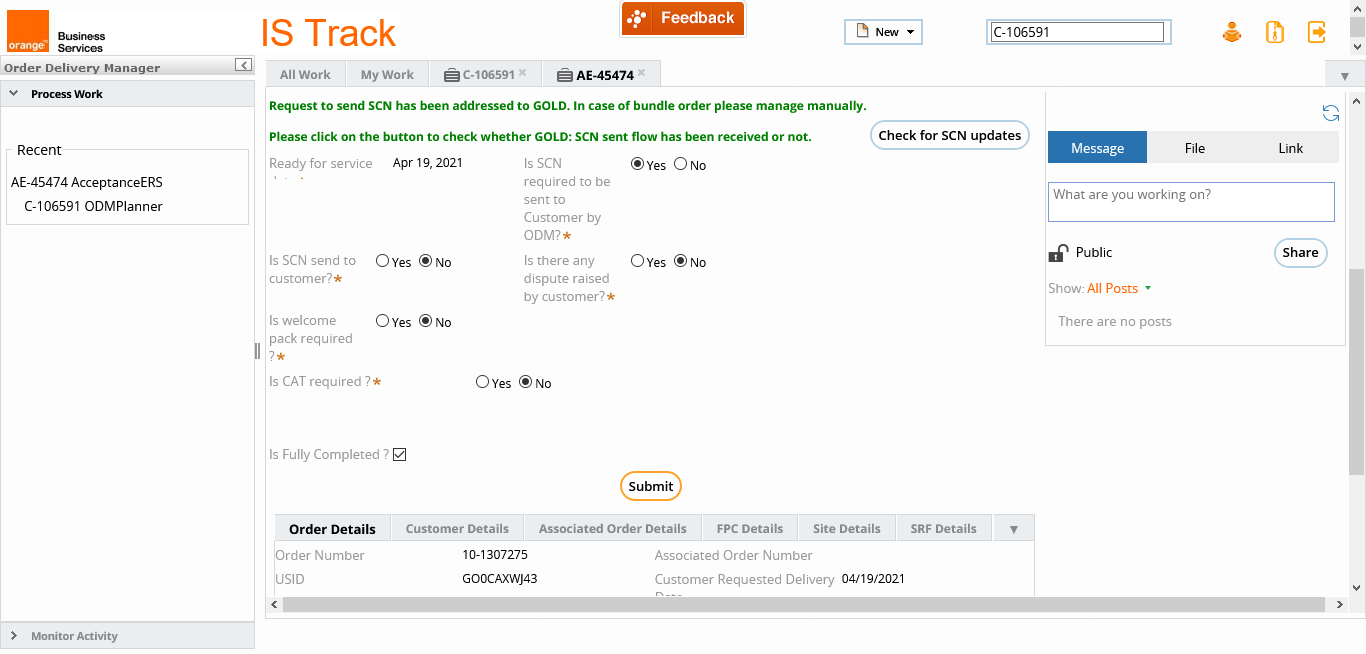 orange™
Business
Services
IS Track
Feedback
New
C-106591
Order Delivery Manager
Process Work
Recent
AE-45474 AcceptanceERS
C-106591 ODMPlanner
Monitor Activity
All Work
My Work
C-106591
AE-45474
Request to send SCN has been addressed to GOLD. In case of bundle order please manage manually.
Please click on the button to check whether GOLD: SCN sent flow has been received or not.
Check for SCN updates
Ready for service
Apr 19, 2021
Is SCN
required to be
sent to
Customer by
ODM?*
Yes No
Is SCN send to
customer?*
Yes No
Is there any
dispute raised
by customer?*
Yes No
Is welcome
pack required
?*
Yes No
Is CAT required ?*
Yes No
Is Fully Completed ?
Submit
Order Details
Customer Details
Associated Order Details
FPC Details
Site Details
SRF Details
Order Number
10-1307275
Associated Order Number
USID
GO0CAXWJ43
Customer Requested Delivery
04/19/2021
Message
File
Link
What are you working on?
Public
Share
Show: All Posts
There are no posts